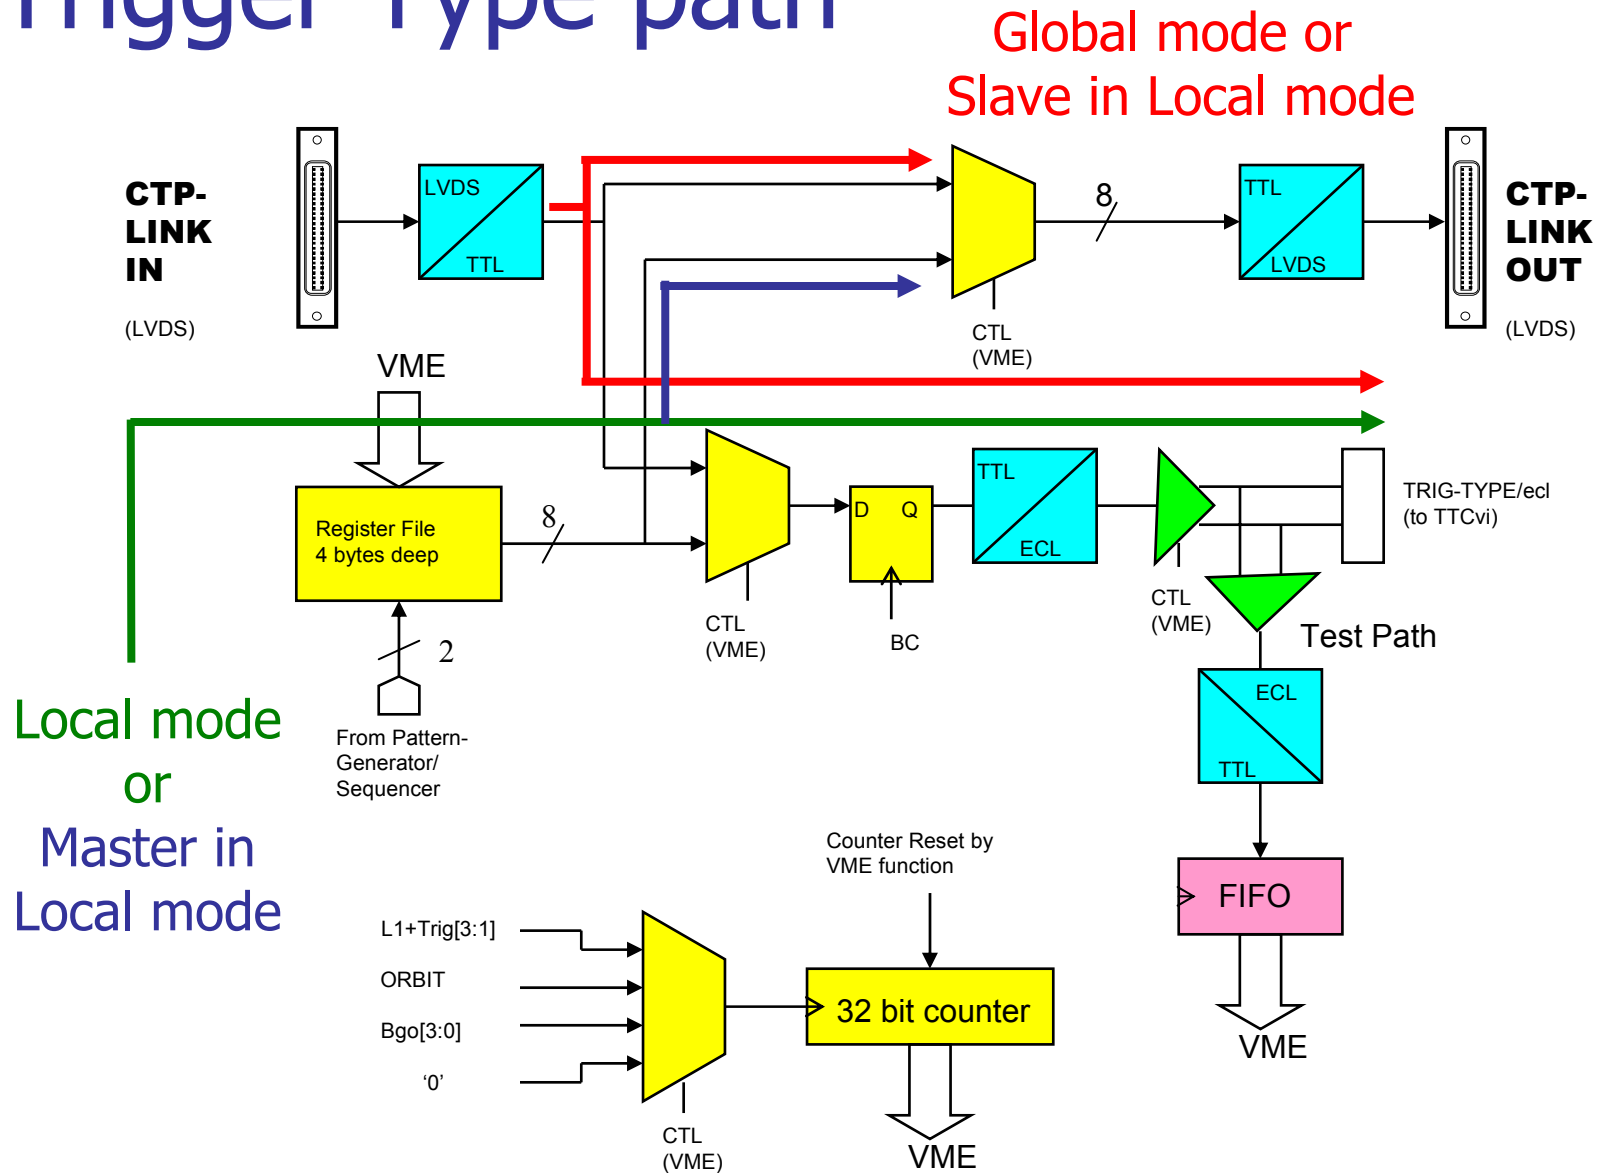 Trigger Type path
Global mode or
Slave in Local mode
CTP-
LINK
IN
(LVDS)
LVDS
TTL
8
TTL
LVDS
CTP-
LINK
OUT
(LVDS)
CTL
(VME)
VME
Register File
4 bytes deep
8
2
From Pattern-
Generator/
Sequencer
CTL
(VME)
D Q
BC
TTL
ECL
CTL
(VME)
TRIG-TYPE/ecl
(to TTCvi)
Test Path
ECL
TTL
FIFO
VME
Local mode
or
Master in
Local mode
Counter Reset by
VME function
L1+Trig[3:1]
ORBIT
Bgo[3:0]
‘0’
CTL
(VME)
32 bit counter
VME